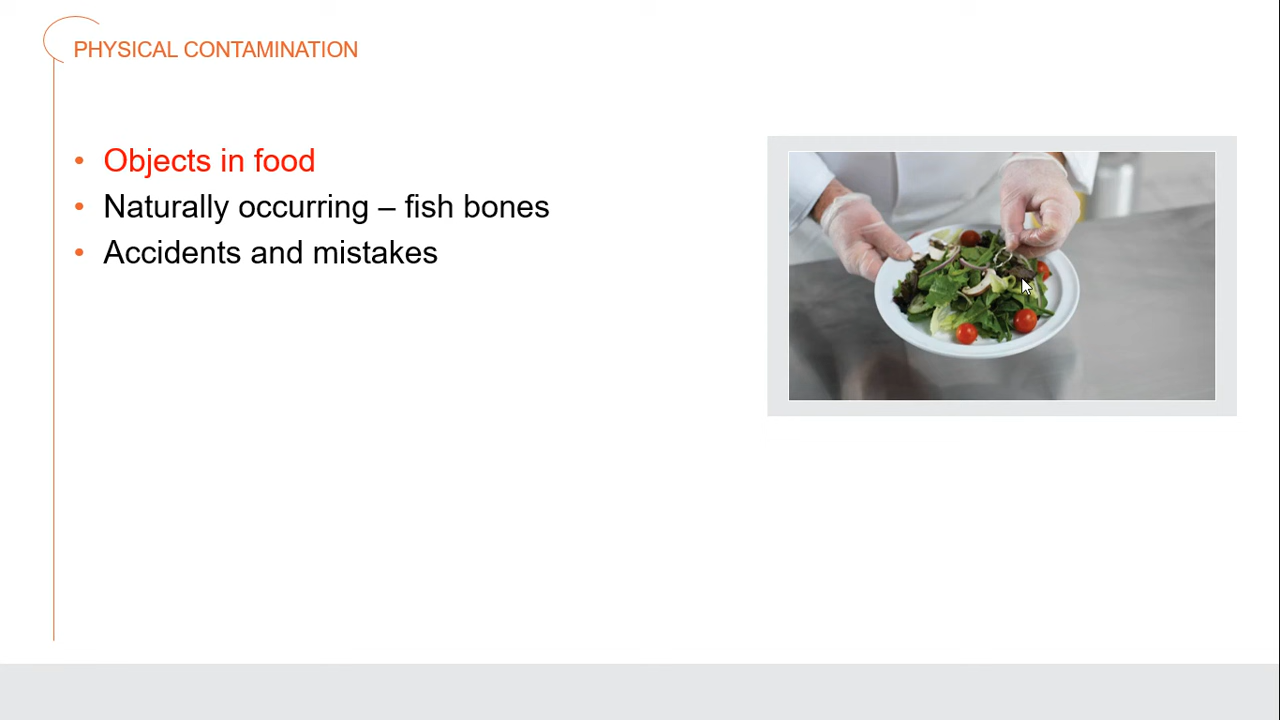 PHYSICAL CONTAMINATION
• Objects in food
• Naturally occurring – fish bones
• Accidents and mistakes